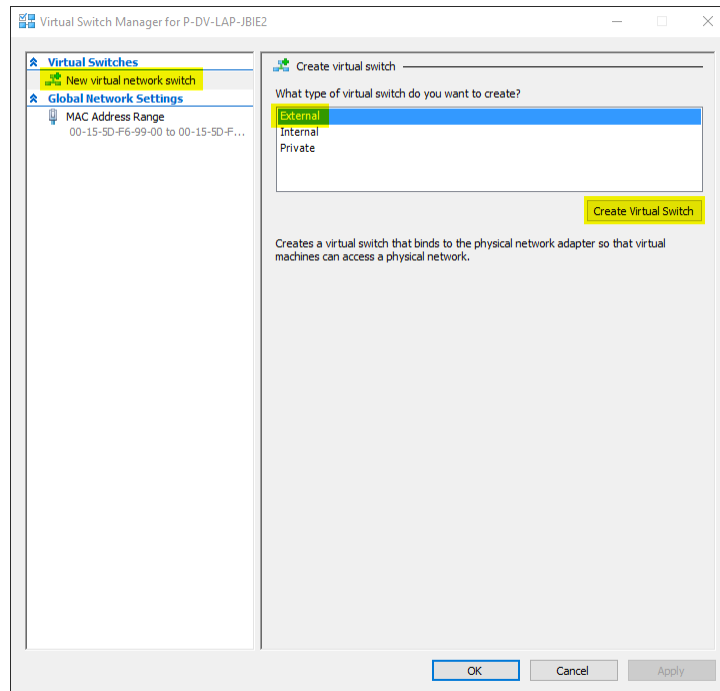 Virtual Switch Manager for P-DV-LAP-JBIE2
Virtual Switches
New virtual network switch
Global Network Settings
MAC Address Range
00-15-5D-F6-99-00 to 00-15-5D-F...
Create virtual switch
What type of virtual switch do you want to create?
External
Internal
Private
Create Virtual Switch
Creates a virtual switch that binds to the physical network adapter so that virtual
machines can access a physical network.
OK
Cancel
Apply